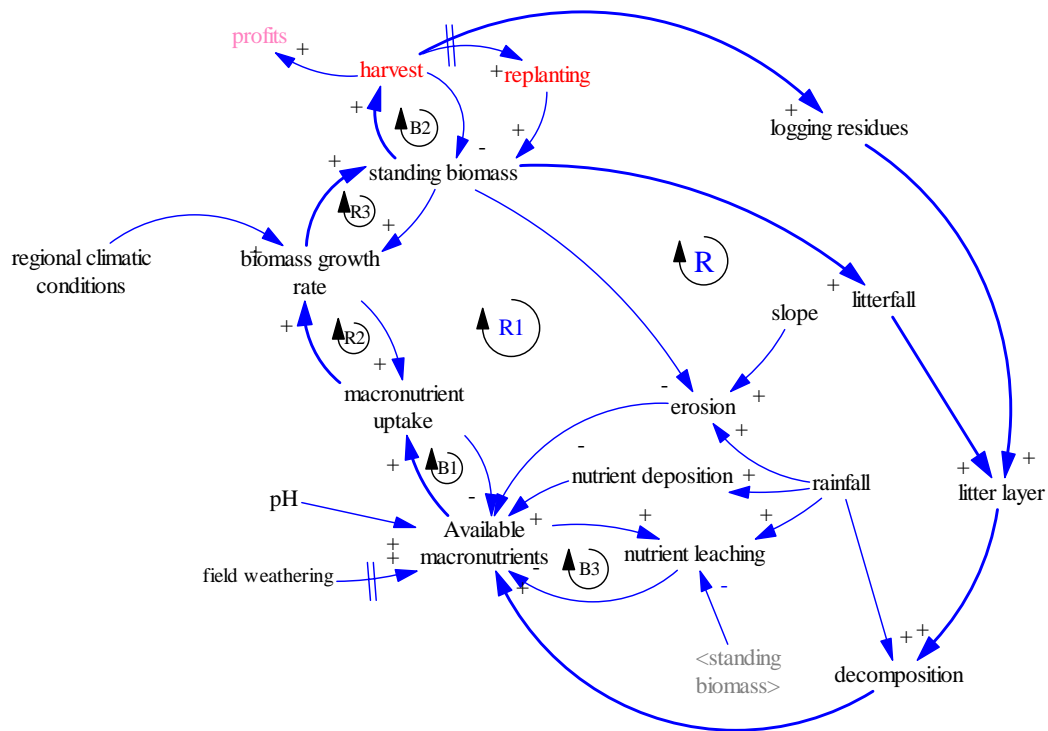 profits
+
harvest
+
replanting
+
logging residues
+
B2
+
-
+
standing biomass
+
R3
+
regional climatic
conditions
+
biomass growth
rate
R
+
litterfall
slope
+
R2
R1
+
macronutrient
uptake
-
erosion
+
+
-
+
B1
-
nutrient deposition
+
rainfall
+
+
litter layer
pH
Available
macronutrients
+
+
+
nutrient leaching
+
+
field weathering
-
B3
+
-
<standing
biomass>
+
+
decomposition